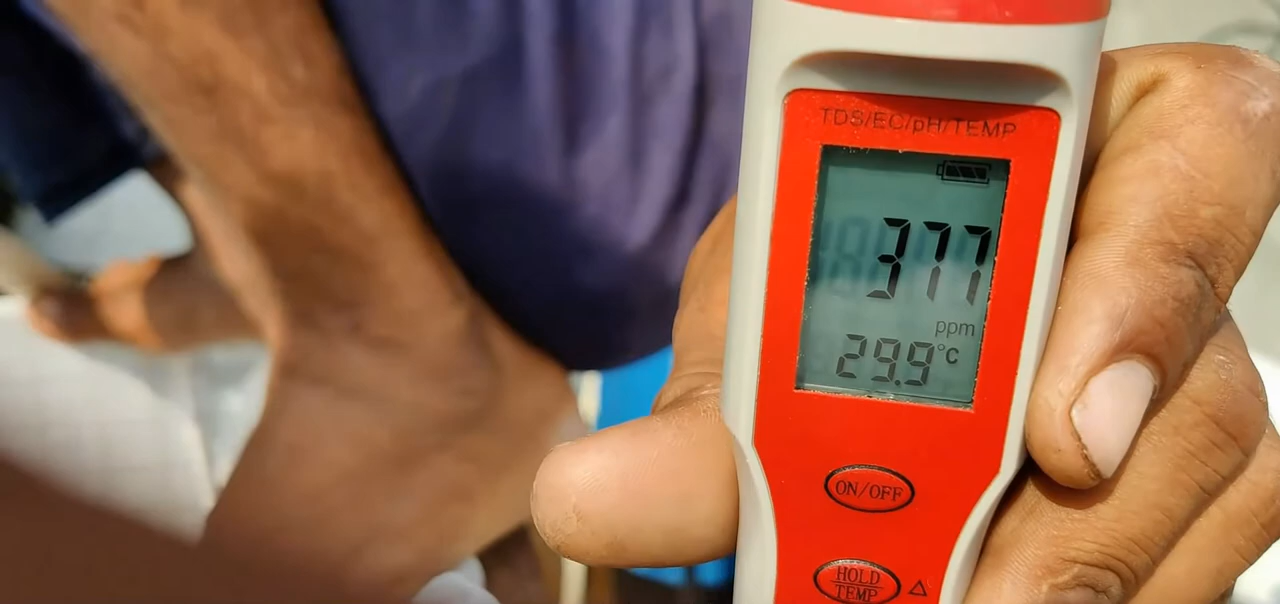 TDS/EC/pH/TEMP
377
ppm
29.9°C
ON/OFF
HOLD
TEMP